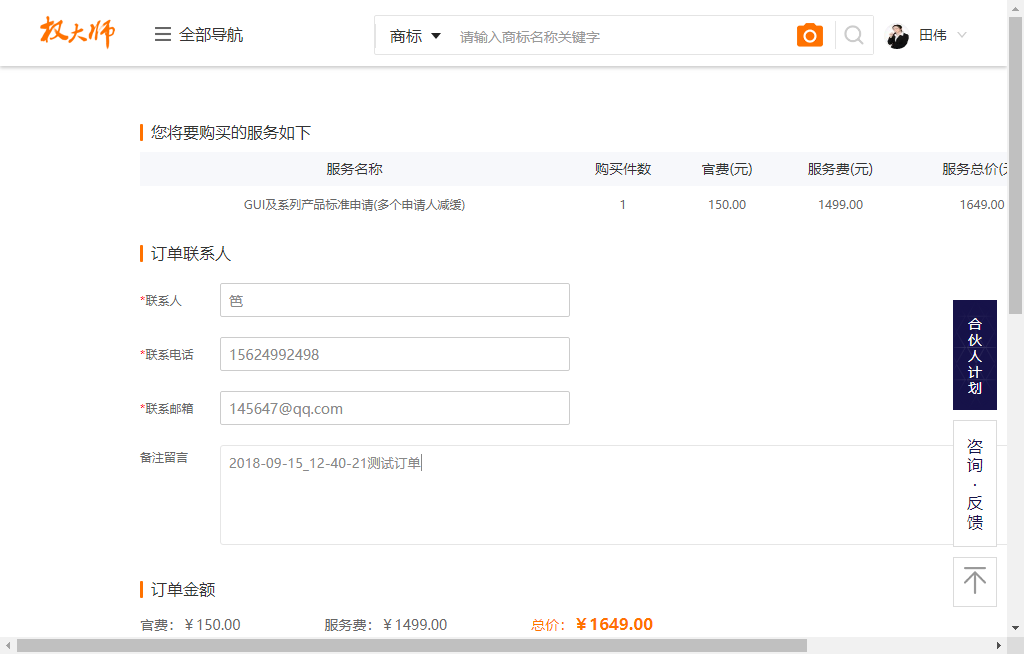 权大师
全部导航
商标
请输入商标名称关键字
田伟
您将要购买的服务如下
服务名称 购买件数 官费(元) 服务费(元) 服务总价(
GUI及系列产品标准申请(多个申请人减缓) 1 150.00 1499.00 1649.00
订单联系人
*联系人 笆
*联系电话 15624992498
*联系邮箱 145647@qq.com
备注留言 2018-09-15_12-40-21测试订单
合伙人计划
咨询·反馈
订单金额
官费：￥150.00 服务费：￥1499.00 总价：￥1649.00